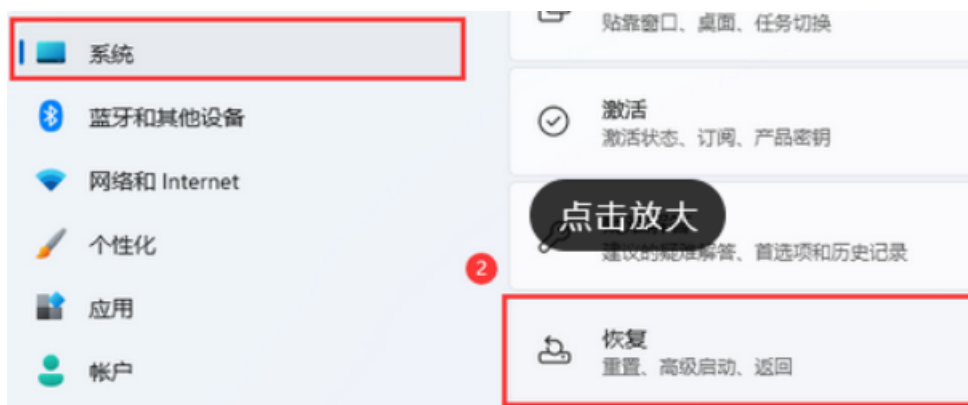 系统
蓝牙和其他设备
网络和 Internet
个性化
应用
帐户
贴靠窗口、桌面、任务切换
激活
激活状态、订阅、产品密钥
点击放大
建议的疑难解答、首选项和历史记录
2
恢复
重置、高级启动、返回